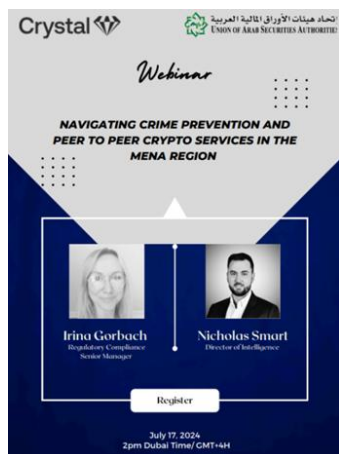 Crystal
اتحاد هيئات الأوراق المالية العربية
UNION OF ARAB SECURITIES AUTHORITIES
Webinar
NAVIGATING CRIME PREVENTION AND
PEER TO PEER CRYPTO SERVICES IN THE
MENA REGION
Irina Gorbach
Regulatory Compliance
Senior Manager
Nicholas Smart
Director of Intelligence
Register
July 17, 2024
2pm Dubai Time/ GMT+4H